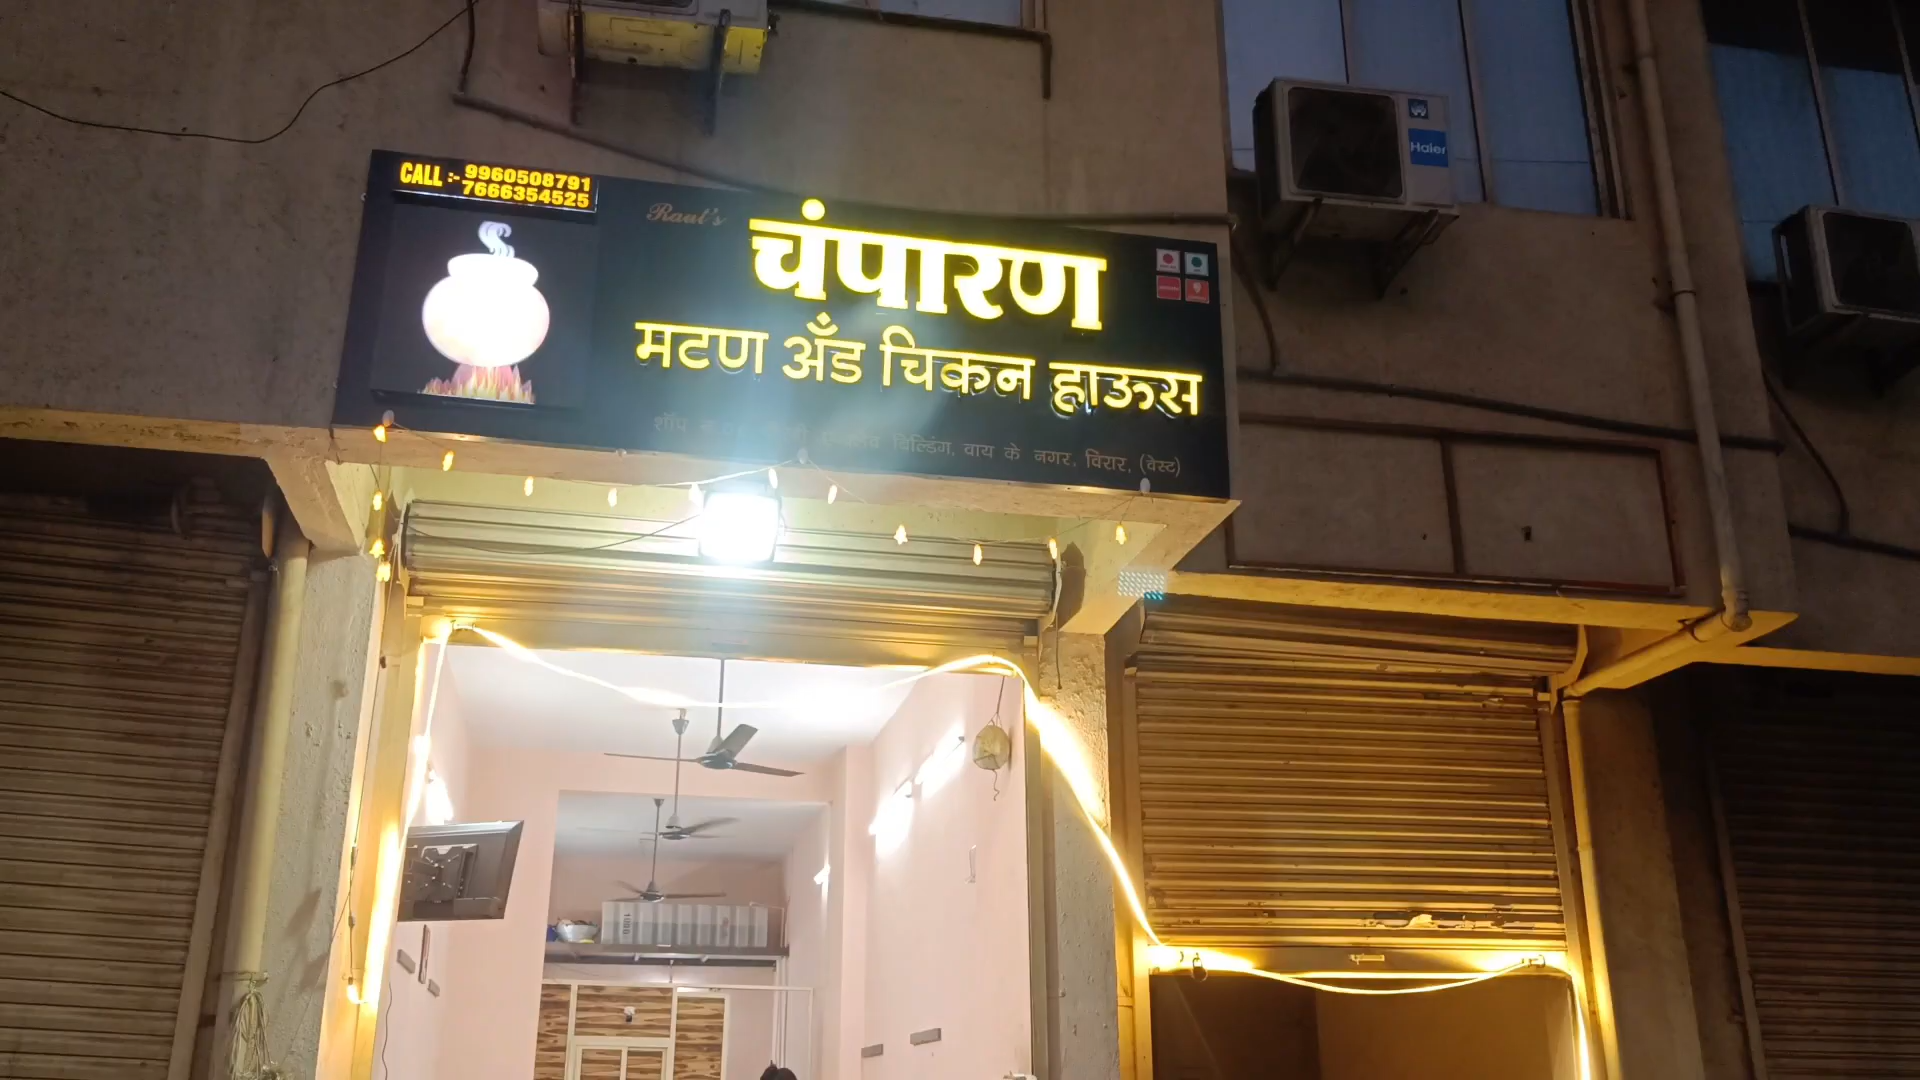 CALL :- 9960508791
7666354525
Raut's
चंपारण
मटण अँड चिकन हाऊस
शॉप बिल्डिंग, वाय के नगर, विरार, (वेस्ट)
Haier